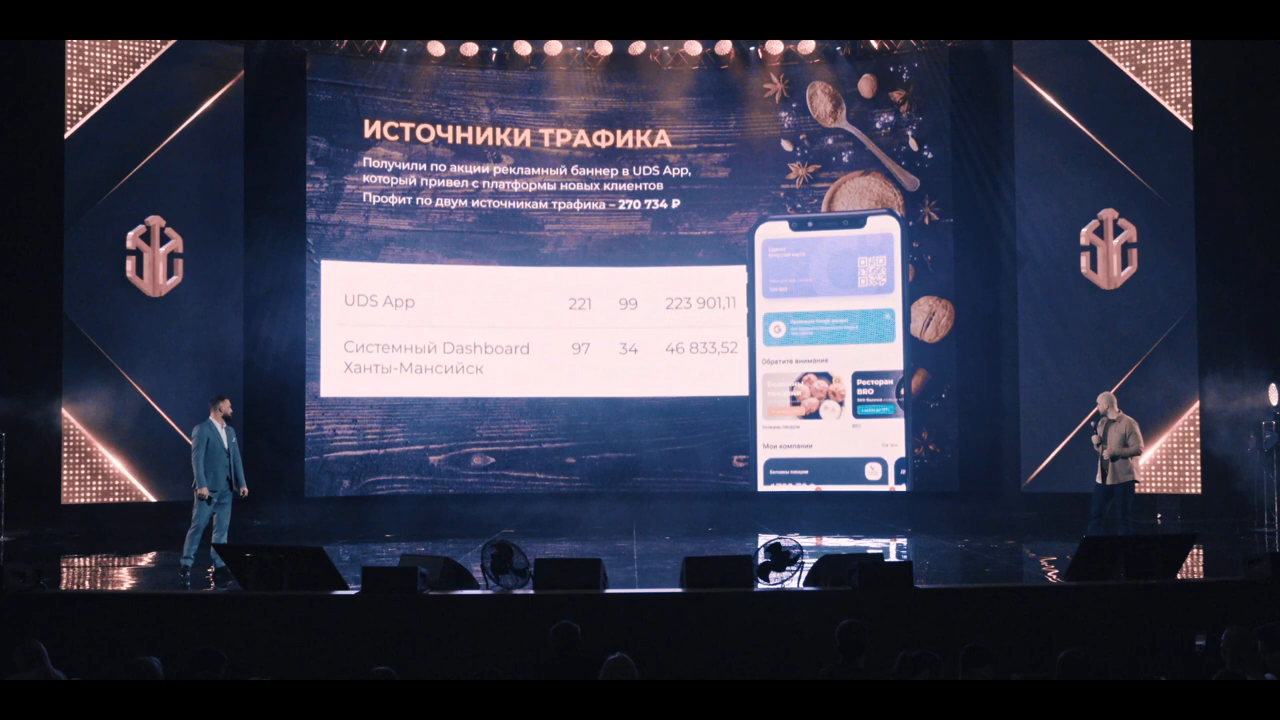 ИСТОЧНИКИ ТРАФИКА
Получили по акции рекламный баннер в UDS App,
который привел с платформы новых клиентов
Профит по двум источникам трафика – 270 734 ₽
UDS App 221 99 223 901,11
Системный Dashboard 97 34 46 833,52
Ханты-Мансийск
G
Обратите внимание
Ресторан
BRO
BRO
Мои компании